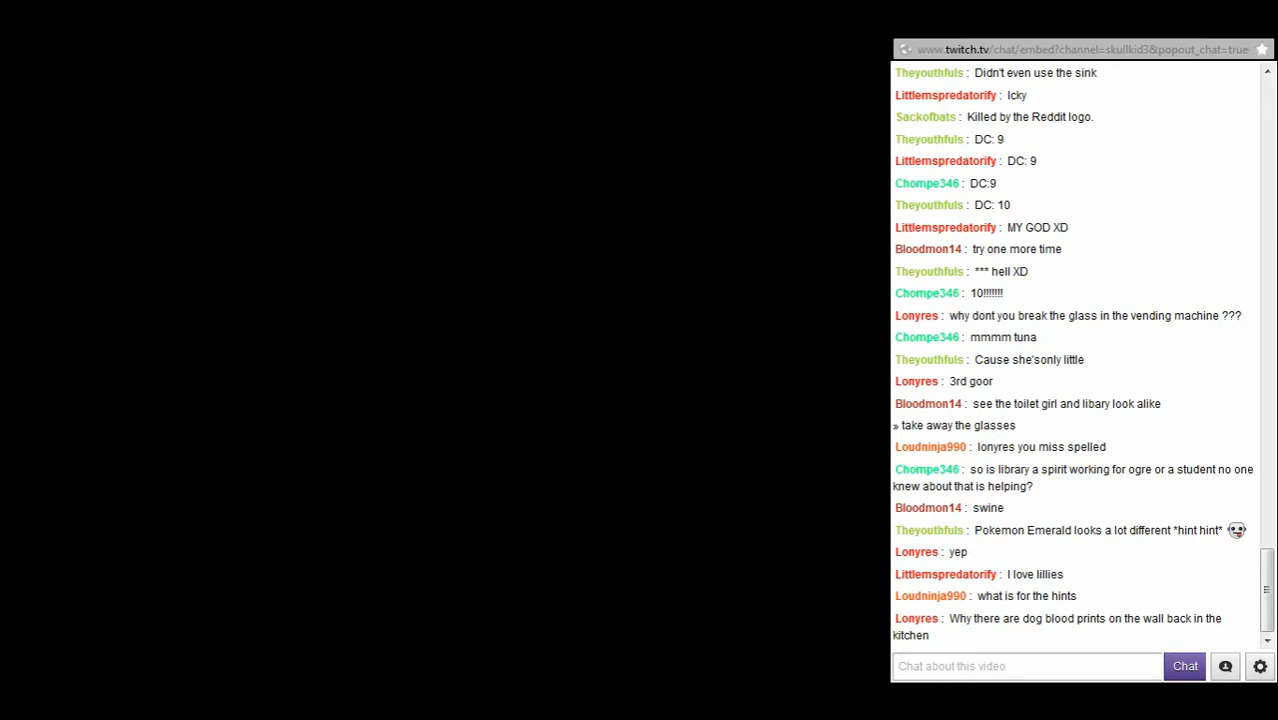 www.twitch.tv/chat/embed?channel=skullkid3&popout_chat=true
Theyouthfuls : Didn't even use the sink
Littlemspredatorify : Icky
Sackofbats : Killed by the Reddit logo.
Theyouthfuls : DC: 9
Littlemspredatorify : DC: 9
Chompe346 : DC:9
Theyouthfuls : DC: 10
Littlemspredatorify : MY GOD XD
Bloodmon14 : try one more time
Theyouthfuls : *** hell XD
Chompe346 : 10!!!!!!!
Lonyres : why dont you break the glass in the vending machine ???
Chompe346 : mmmm tuna
Theyouthfuls : Cause she'sonly little
Lonyres : 3rd goor
Bloodmon14 : see the toilet girl and libary look alike
» take away the glasses
Loudninja990 : lonyres you miss spelled
Chompe346 : so is library a spirit working for ogre or a student no one
knew about that is helping?
Bloodmon14 : swine
Theyouthfuls : Pokemon Emerald looks a lot different *hint hint*
Lonyres : yep
Littlemspredatorify : I love lillies
Loudninja990 : what is for the hints
Lonyres : Why there are dog blood prints on the wall back in the
kitchen
Chat about this video Chat